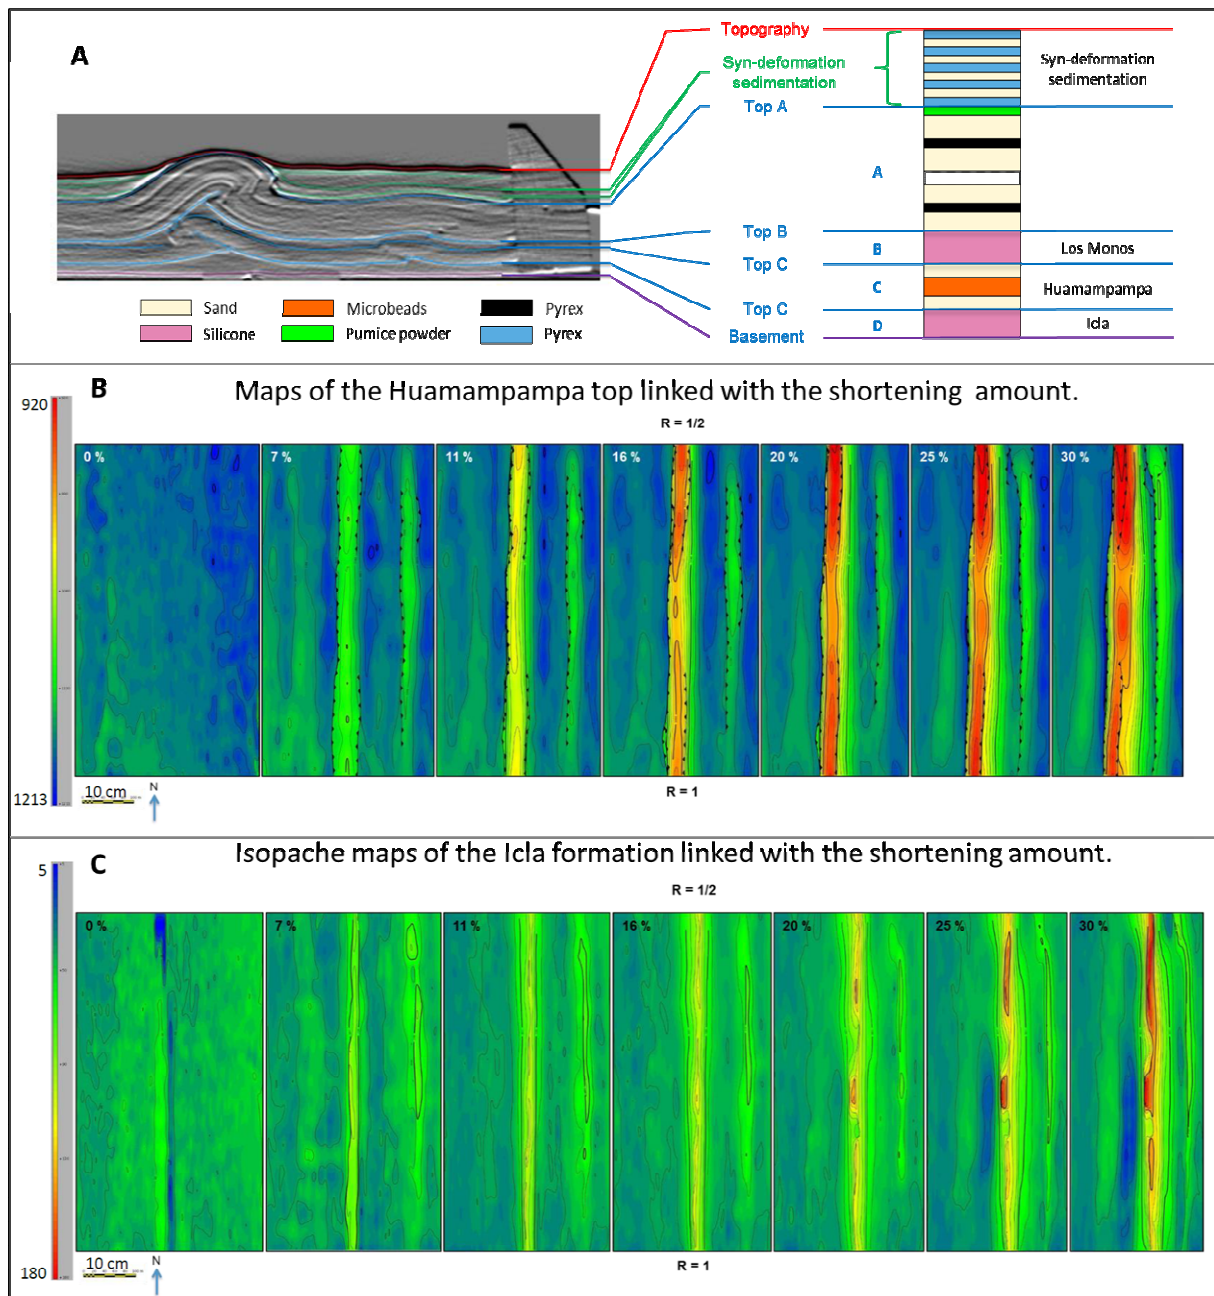 A
Topography
Syn-deformation
sedimentation
Top A
A
Top B
B
Top C
C
Top C
D
Basement
Syn-deformation
sedimentation
Los Monos
Huamampampa
Icla
Sand
Microbeads
Pyrex
Silicone
Pumice powder
Pyrex
B
Maps of the Huamampampa top linked with the shortening amount.
R = 1/2
920
0 %
7 %
11 %
16 %
20 %
25 %
30 %
1213
10 cm
N
R = 1
C
Isopache maps of the Icla formation linked with the shortening amount.
R = 1/2
5
0 %
7 %
11 %
16 %
20 %
25 %
30 %
180
10 cm
N
R = 1